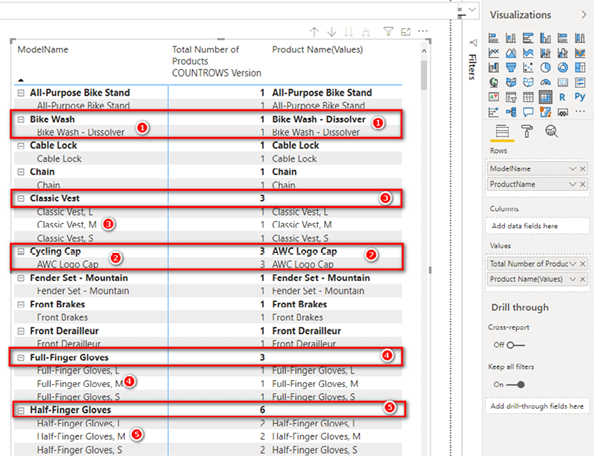 Visualizations
ModelName Total Number of Products COUNTROWS Version Product Name(Values)
All-Purpose Bike Stand 1 All-Purpose Bike Stand
All-Purpose Bike Stand 1 All-Purpose Bike Stand
Bike Wash 1 Bike Wash - Dissolver
Bike Wash - Dissolver 1 1 Bike Wash - Dissolver 1
Cable Lock 1 Cable Lock
Cable Lock 1 Cable Lock
Chain 1 Chain
Chain 1 Chain
Classic Vest 3 3
Classic Vest, L 1 Classic Vest, L
Classic Vest, M 3 1 Classic Vest, M
Classic Vest, S 1 Classic Vest, S
Cycling Cap 3 AWC Logo Cap
AWC Logo Cap 2 3 AWC Logo Cap 2
Fender Set - Mountain 1 Fender Set - Mountain
Fender Set - Mountain 1 Fender Set - Mountain
Front Brakes 1 Front Brakes
Front Brakes 1 Front Brakes
Front Derailleur 1 Front Derailleur
Front Derailleur 1 Front Derailleur
Full-Finger Gloves 3 4
Full-Finger Gloves, L 1 Full-Finger Gloves, L
Full-Finger Gloves, M 4 1 Full-Finger Gloves, M
Full-Finger Gloves, S 1 Full-Finger Gloves, S
Half-Finger Gloves 6 5
Half-Finger Gloves, L 2 Half-Finger Gloves, L
Half-Finger Gloves, M 5 2 Half-Finger Gloves, M
Half-Finger Gloves, S 2 Half-Finger Gloves, S
Filters
R Py
Rows
ModelName
ProductName
Columns
Add data fields here
Values
Total Number of Produc
Product Name(Values)
Drill through
Cross-report
Off
Keep all filters
On
Add drill-through fields here